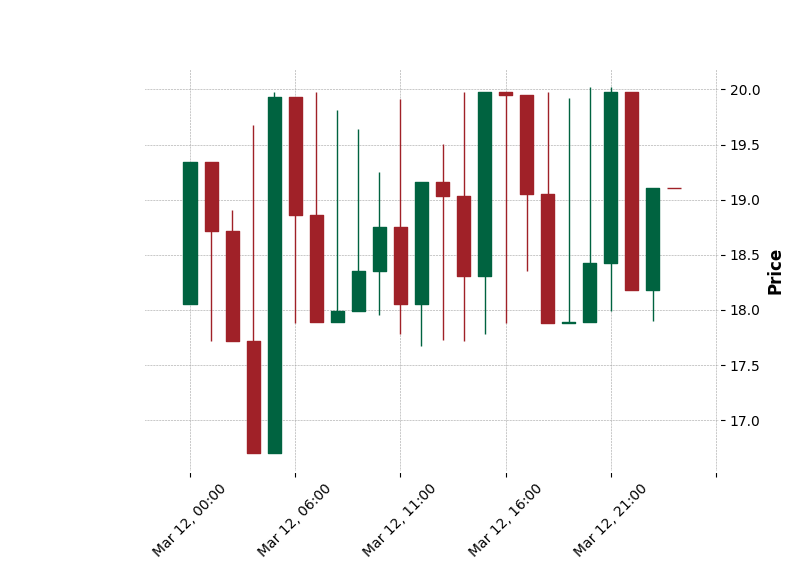 20.0
19.5
19.0
18.5
18.0
17.5
17.0
Price
Mar 12, 00:00
Mar 12, 06:00
Mar 12, 11:00
Mar 12, 16:00
Mar 12, 21:00